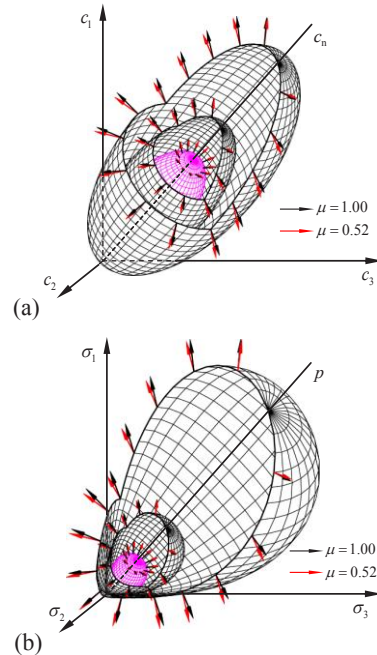 c₁
cₙ
μ = 1.00
μ = 0.52
c₂
c₃
(a)
σ₁
p
μ = 1.00
μ = 0.52
σ₂
σ₃
(b)